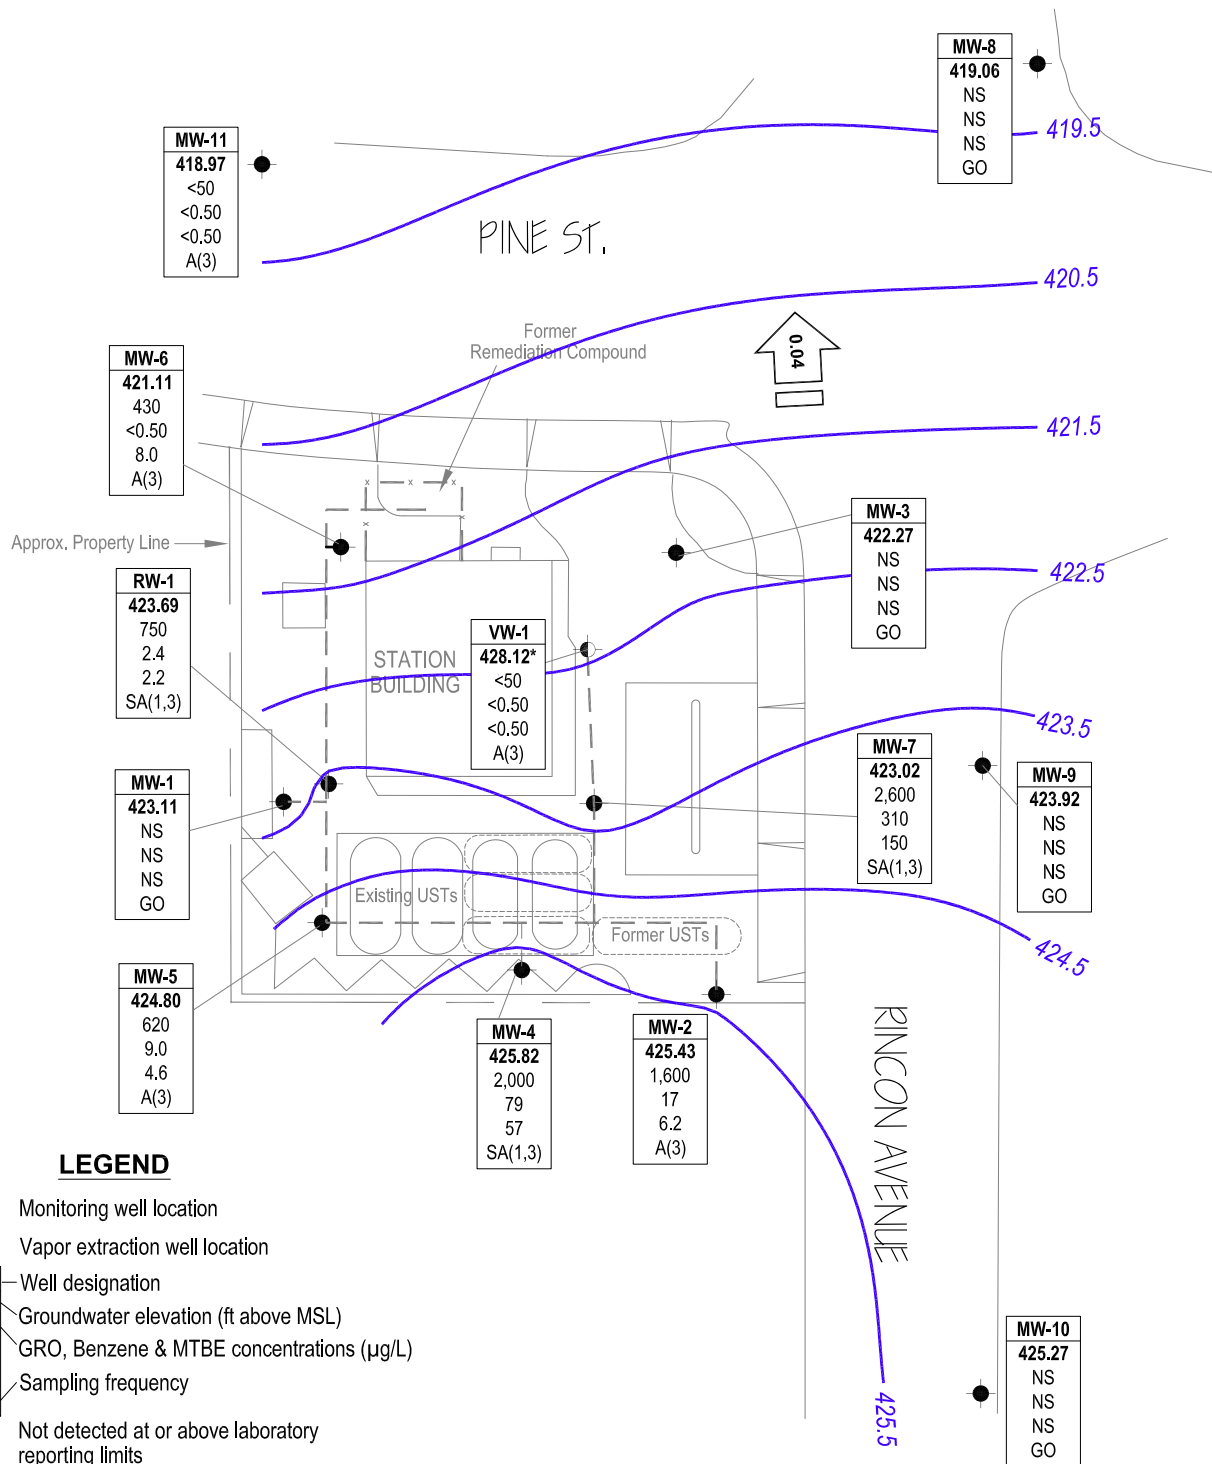 MW-8
419.06
NS
NS
NS
GO
419.5
MW-11
418.97
<50
<0.50
<0.50
A(3)
PINE ST.
420.5
Former
Remediation Compound
0.04
MW-6
421.11
430
<0.50
8.0
A(3)
421.5
Approx. Property Line
MW-3
422.27
NS
NS
NS
GO
422.5
RW-1
423.69
750
2.4
2.2
SA(1,3)
STATION
BUILDING
VW-1
428.12*
<50
<0.50
<0.50
A(3)
423.5
MW-7
423.02
2,600
310
150
SA(1,3)
MW-9
423.92
NS
NS
NS
GO
MW-1
423.11
NS
NS
NS
GO
Existing USTs
Former USTs
424.5
MW-5
424.80
620
9.0
4.6
A(3)
MW-4
425.82
2,000
79
57
SA(1,3)
MW-2
425.43
1,600
17
6.2
A(3)
RINCON AVENUE
425.5
MW-10
425.27
NS
NS
NS
GO
LEGEND
Monitoring well location
Vapor extraction well location
Well designation
Groundwater elevation (ft above MSL)
GRO, Benzene & MTBE concentrations (µg/L)
Sampling frequency
Not detected at or above laboratory
reporting limits